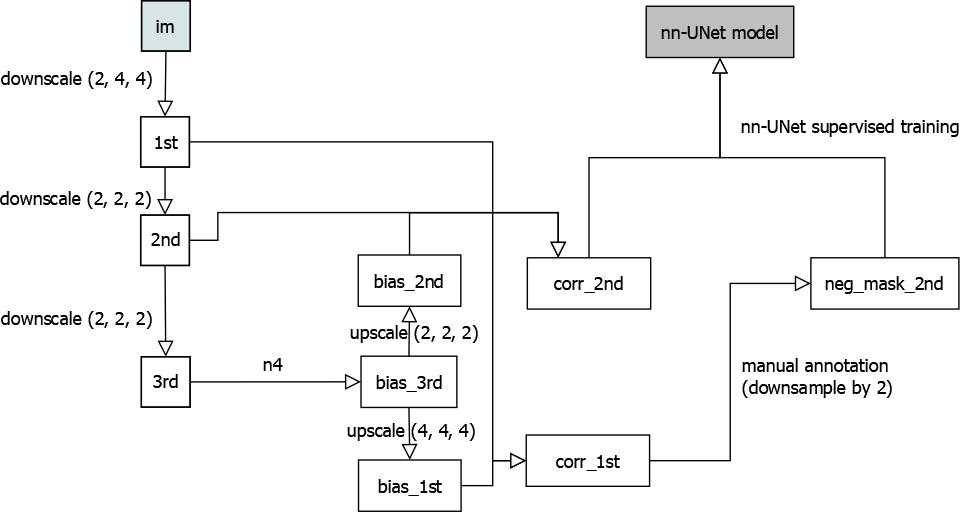 im
nn-UNet model
downscale (2, 4, 4)
nn-UNet supervised training
1st
downscale (2, 2, 2)
2nd
bias_2nd
corr_2nd
neg_mask_2nd
downscale (2, 2, 2)
upscale (2, 2, 2)
n4
3rd
bias_3rd
manual annotation
(downsample by 2)
upscale (4, 4, 4)
corr_1st
bias_1st